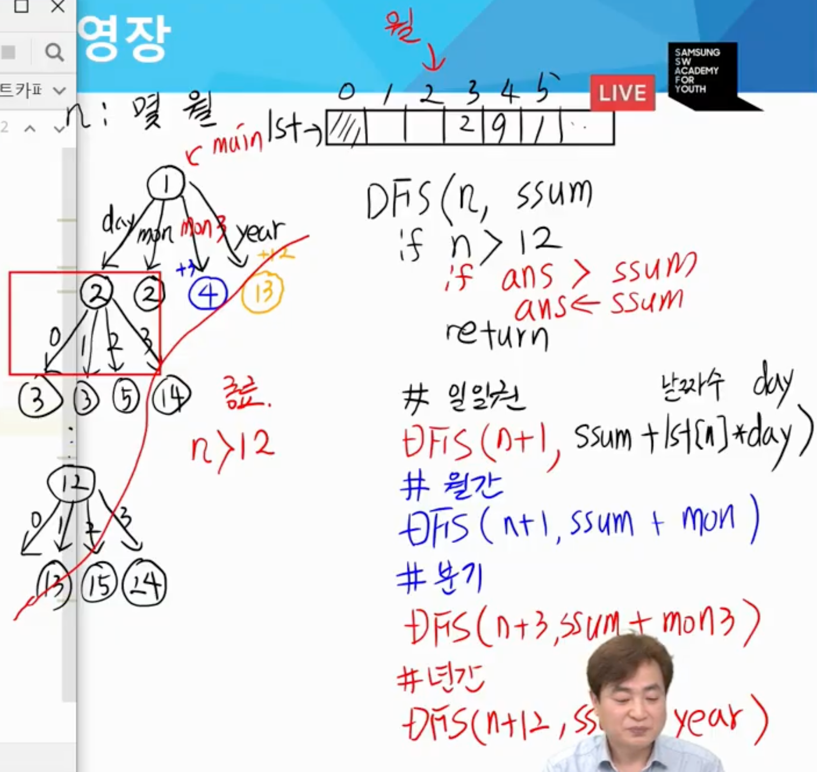 영장
SAMSUNG
SW
ACADEMY
FOR
YOUTH
LIVE
트카피
2
월
n : 몇 월
0 1 2 3 4 5
lst→ 2 9 1 ..
main
1
day mon mon3 year
+3 +12
2 2 4 13
0 1 2 3
3 3 5 14
종료.
n>12
:
12
0 1 2 3
13 15 24
DFS(n, ssum
if n > 12
if ans > ssum
ans ← ssum
return
# 일일권 날짜수 day
DFS(n+1, ssum + lst[n]*day)
# 월간
DFS(n+1, ssum + mon )
# 분기
DFS(n+3, ssum + mon3)
# 년간
DFS(n+12, ss year )